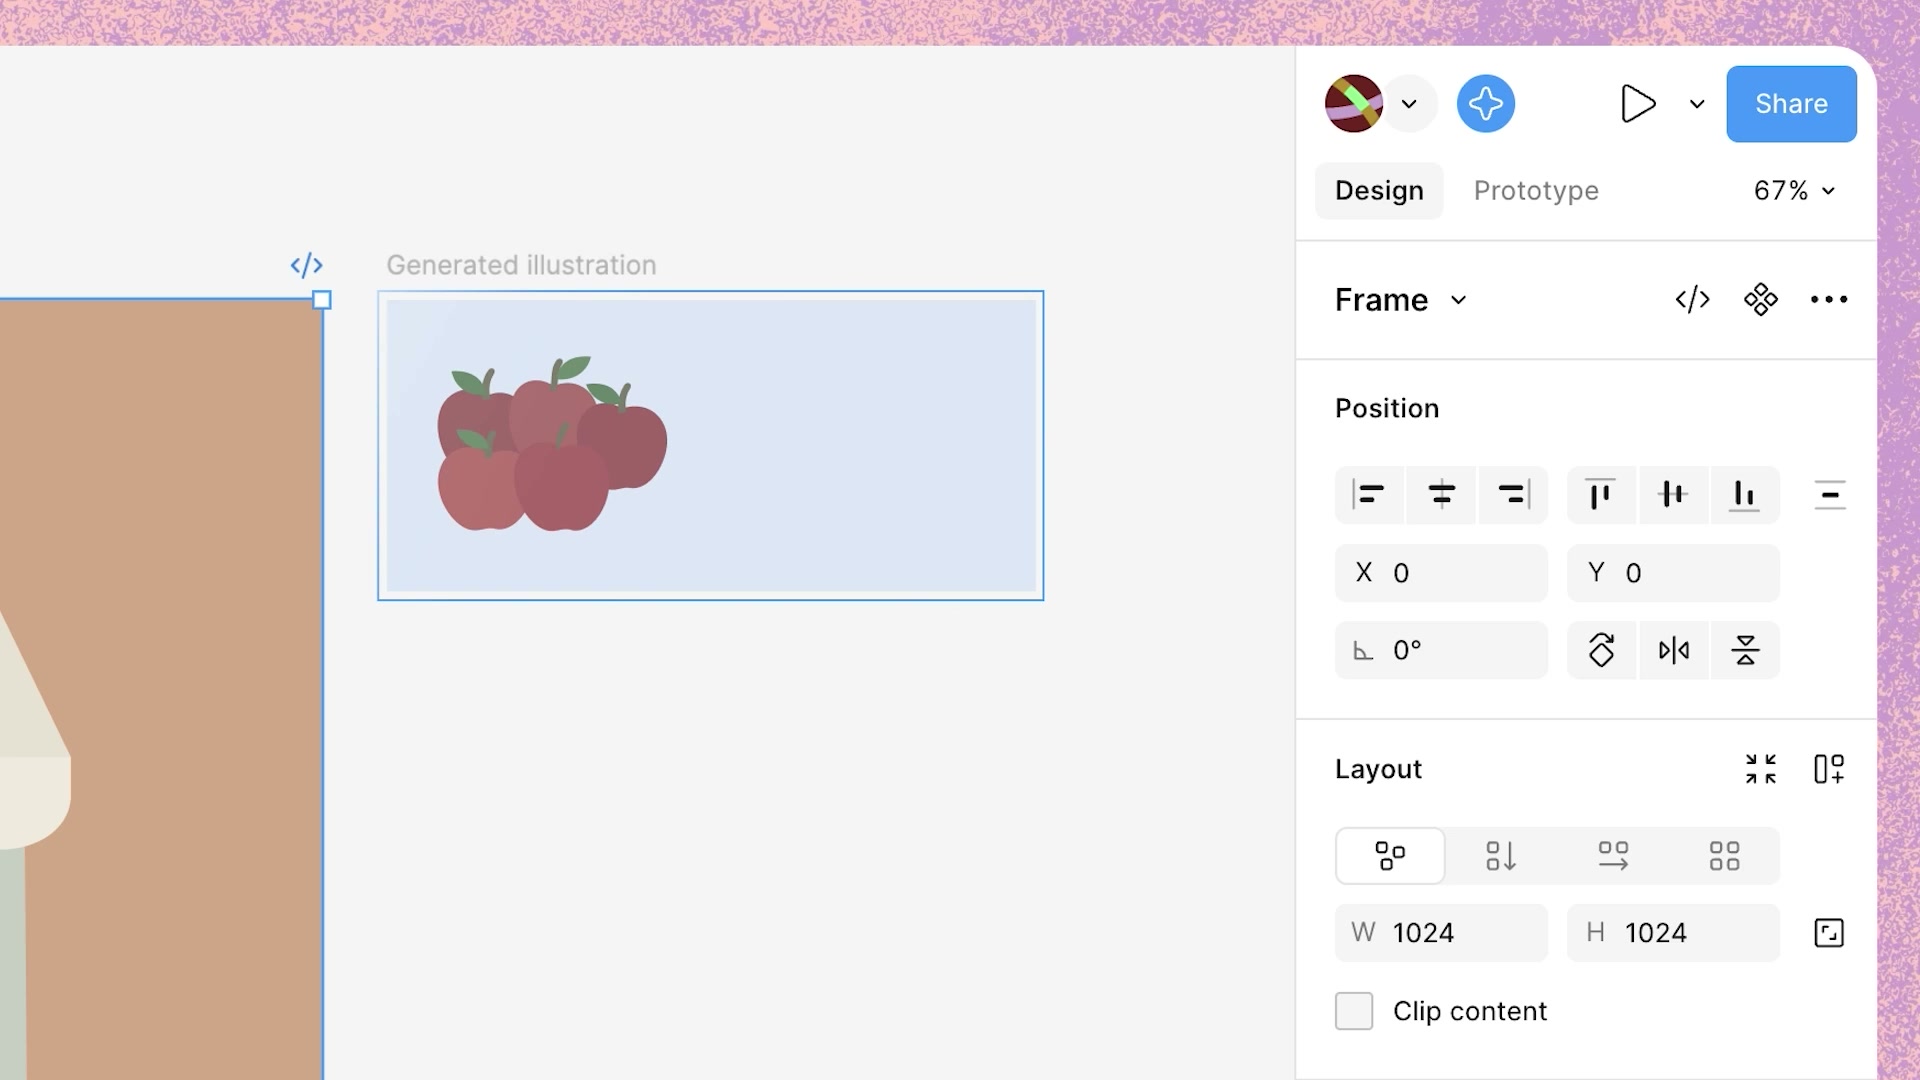 Share
Design Prototype 67%
Generated illustration
Frame
Position
X 0 Y 0
0°
Layout
W 1024 H 1024
Clip content